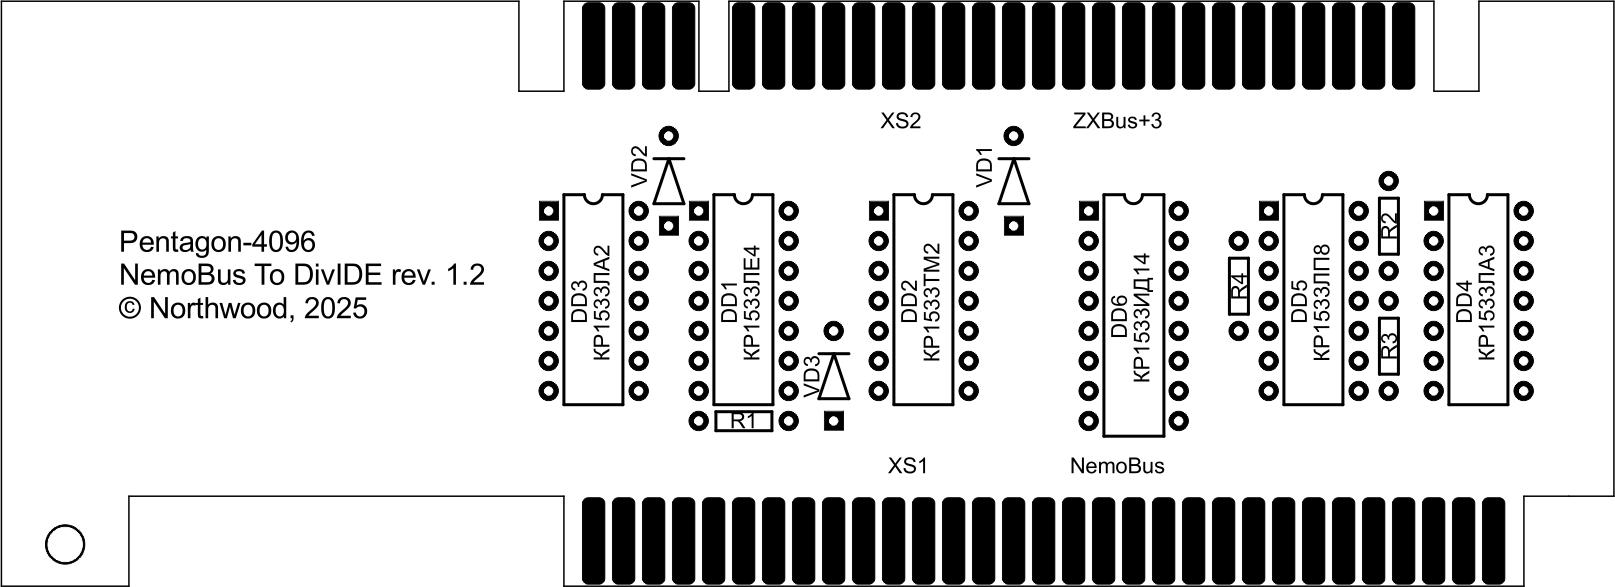 XS2
ZXBus+3
VD2
VD1
Pentagon-4096
NemoBus To DivIDE rev. 1.2
© Northwood, 2025
DD3
КР1533ЛА2
DD1
КР1533ЛЕ4
VD3
R1
DD2
КР1533ТМ2
DD6
КР1533ИД14
R4
DD5
КР1533ЛП8
R2
R3
DD4
КР1533ЛА3
XS1
NemoBus